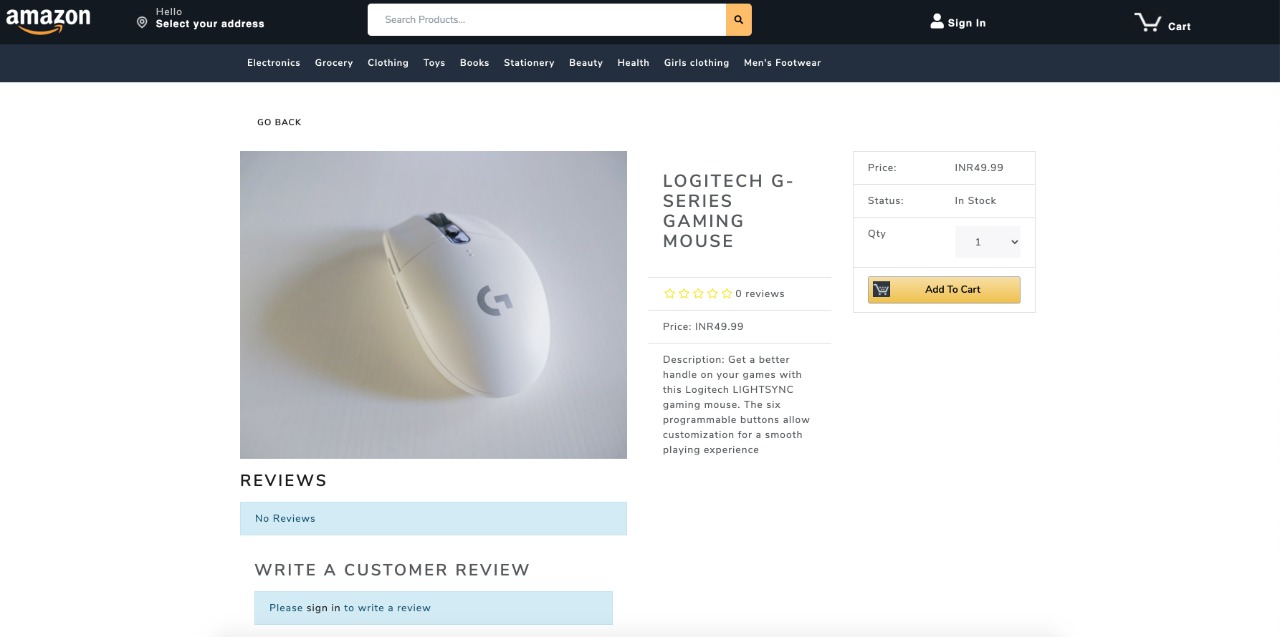 amazon
Hello
Select your address
Search Products...
Sign In
Cart
Electronics Grocery Clothing Toys Books Stationery Beauty Health Girls clothing Men's Footwear
GO BACK
LOGITECH G-
SERIES
GAMING
MOUSE
0 reviews
Price: INR49.99
Description: Get a better
handle on your games with
this Logitech LIGHTSYNC
gaming mouse. The six
programmable buttons allow
customization for a smooth
playing experience
Price: INR49.99
Status: In Stock
Qty 1
Add To Cart
REVIEWS
No Reviews
WRITE A CUSTOMER REVIEW
Please sign in to write a review